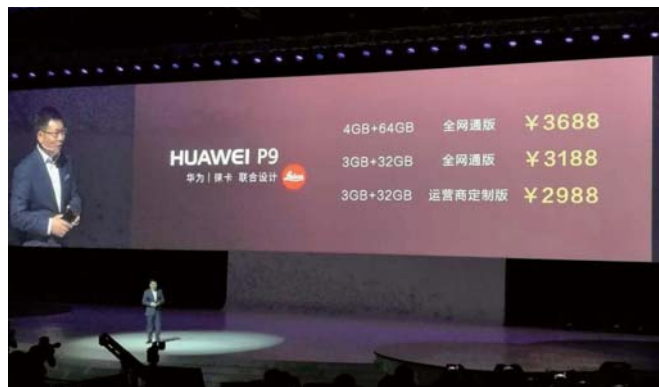 4GB+64GB 全网通版 ¥3688
HUAWEI P9
3GB+32GB 全网通版 ¥3188
华为 | 徕卡 联合设计 Leica
3GB+32GB 运营商定制版 ¥2988